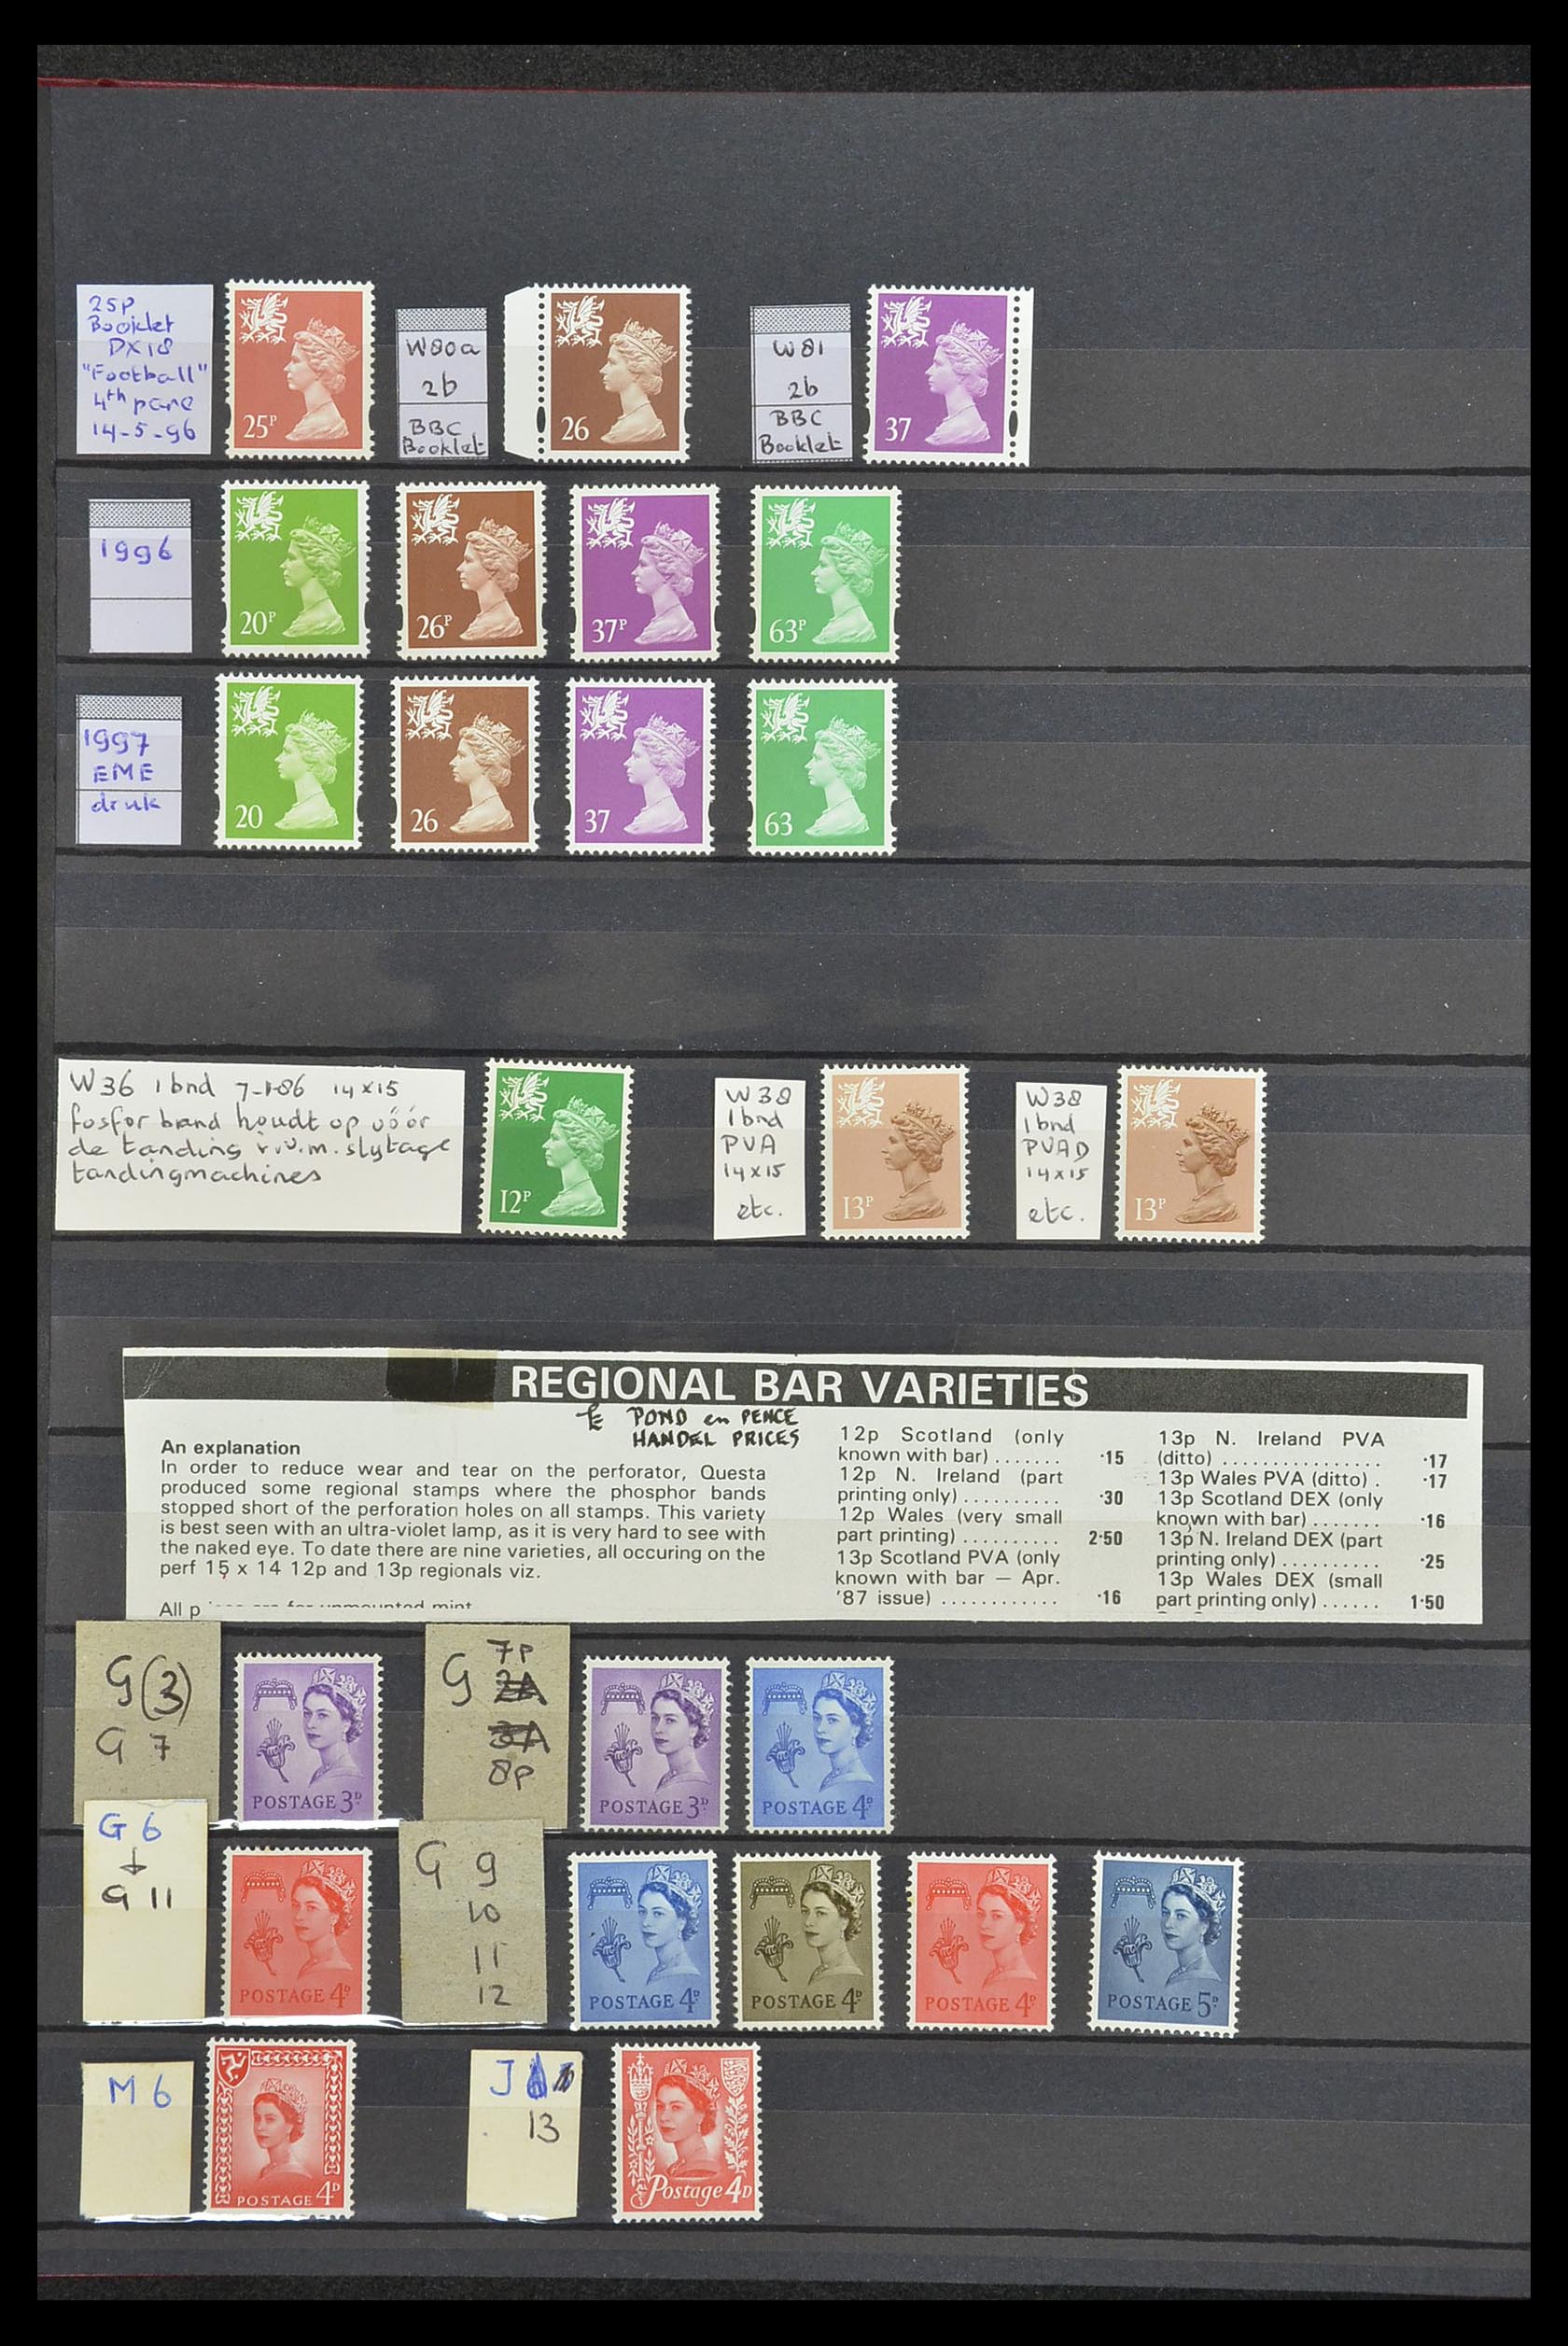 25P
Booklet
DX18
"Football"
4th pane
14-5-96
25P
W80a
2b
BBC
Booklet
26
W81
2b
BBC
Booklet
37
1996
20P
26P
37P
63P
1997
EME
druk
20
26
37
63
W36 1bnd 7-1-86 14x15
fosfor band houdt op vóór
de tanding i.v.m. slytage
tandingmachines
12P
W38
1bnd
PVA
14x15
etc.
13P
W38
1bnd
PVAD
14x15
etc.
13P
REGIONAL BAR VARIETIES
POND en PENCE
HANDEL PRICES
An explanation
In order to reduce wear and tear on the perforator, Questa
produced some regional stamps where the phosphor bands
stopped short of the perforation holes on all stamps. This variety
is best seen with an ultra-violet lamp, as it is very hard to see with
the naked eye. To date there are nine varieties, all occuring on the
perf 15 x 14 12p and 13p regionals viz.
All p
12p Scotland (only
known with bar) ....... ·15
12p N. Ireland (part
printing only) .......... ·30
12p Wales (very small
part printing) .......... 2·50
13p Scotland PVA (only
known with bar — Apr.
'87 issue) ............ ·16
13p N. Ireland PVA
(ditto) ................ ·17
13p Wales PVA (ditto) . ·17
13p Scotland DEX (only
known with bar) ....... ·16
13p N. Ireland DEX (part
printing only) .......... ·25
13p Wales DEX (small
part printing only) ...... 1·50
G (3)
G 7
POSTAGE 3D
G 7P
2A
3A
8P
POSTAGE 3D
POSTAGE 4D
G 6
G 11
POSTAGE 4D
G 9
10
11
12
POSTAGE 4D
POSTAGE 4D
POSTAGE 4D
POSTAGE 5D
M 6
POSTAGE 4D
J
13
Postage 4D